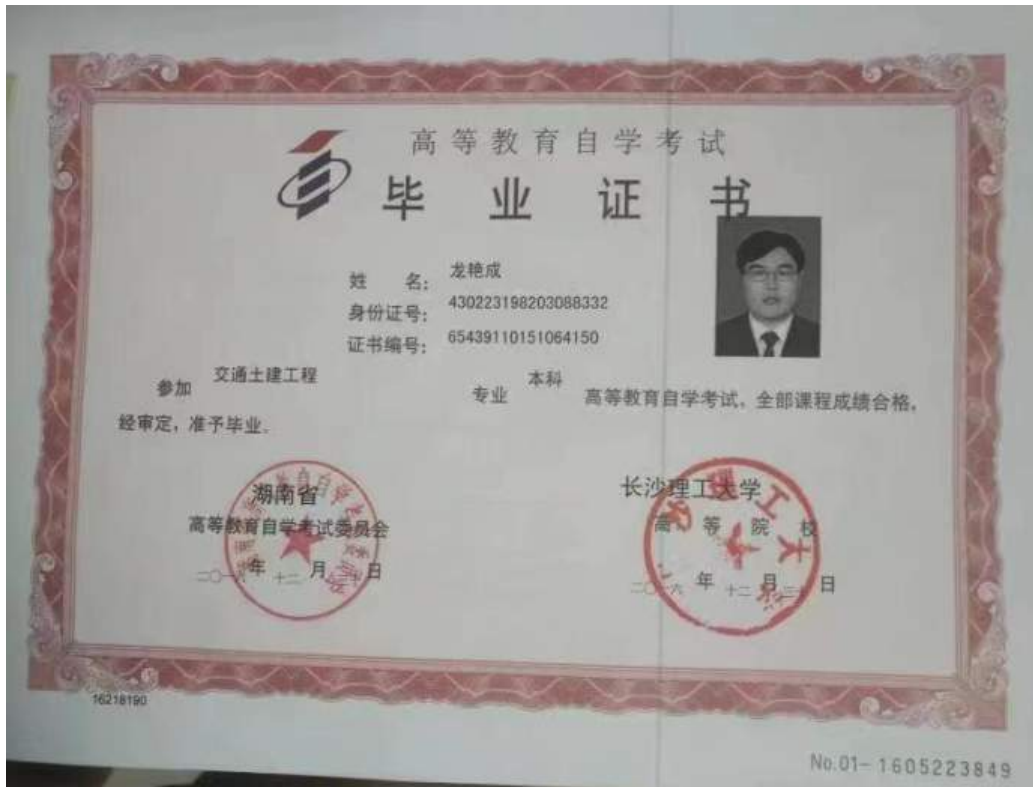 高等教育自学考试
毕业证书
姓 名: 龙艳成
身份证号: 430223198203088332
证书编号: 65439110151064150
参加 交通土建工程 专业 本科 高等教育自学考试,全部课程成绩合格,
经审定,准予毕业。
湖南省
高等教育自学考试委员会
年 十二 月 日
长沙理工大学
高等院校
二〇一六 年 十二 月 日
16218190
No.01-1605223849